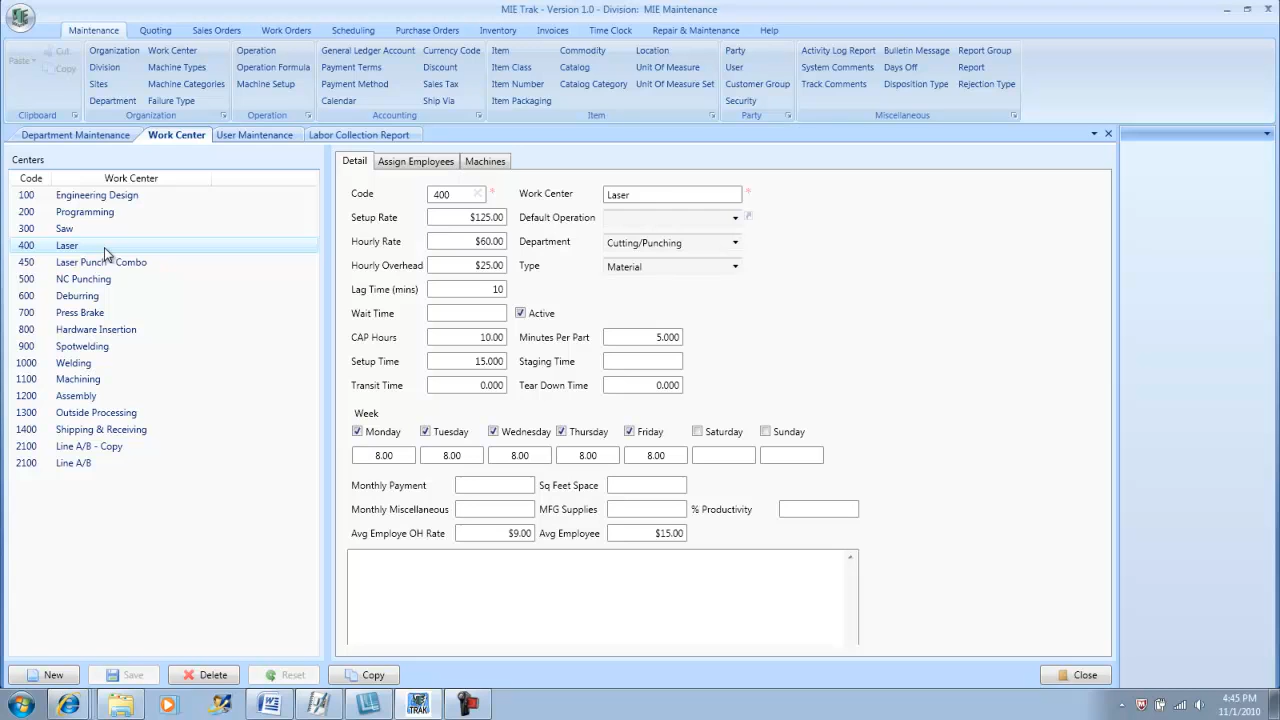 MIE Trak - Version 1.0 - Division: MIE Maintenance
Maintenance Quoting Sales Orders Work Orders Scheduling Purchase Orders Inventory Invoices Time Clock Repair & Maintenance Help
Paste Cut Copy
Organization Work Center Operation General Ledger Account Currency Code Item Commodity Location Party Activity Log Report Bulletin Message Report Group
Division Machine Types Operation Formula Payment Terms Discount Item Class Catalog Unit Of Measure User System Comments Days Off Report
Sites Machine Categories Machine Setup Payment Method Sales Tax Item Number Catalog Category Unit Of Measure Set Customer Group Track Comments Disposition Type Rejection Type
Department Failure Type Calendar Ship Via Item Packaging Security
Clipboard Organization Operation Accounting Item Party Miscellaneous
Department Maintenance Work Center User Maintenance Labor Collection Report
Centers
Code Work Center
100 Engineering Design
200 Programming
300 Saw
400 Laser
450 Laser Punch Combo
500 NC Punching
600 Deburring
700 Press Brake
800 Hardware Insertion
900 Spotwelding
1000 Welding
1100 Machining
1200 Assembly
1300 Outside Processing
1400 Shipping & Receiving
2100 Line A/B - Copy
2100 Line A/B
Detail Assign Employees Machines
Code 400 * Work Center Laser *
Setup Rate $125.00 Default Operation
Hourly Rate $60.00 Department Cutting/Punching
Hourly Overhead $25.00 Type Material
Lag Time (mins) 10
Wait Time Active
CAP Hours 10.00 Minutes Per Part 5.000
Setup Time 15.000 Staging Time
Transit Time 0.000 Tear Down Time 0.000
Week
Monday Tuesday Wednesday Thursday Friday Saturday Sunday
8.00 8.00 8.00 8.00 8.00
Monthly Payment Sq Feet Space
Monthly Miscellaneous MFG Supplies % Productivity
Avg Employe OH Rate $9.00 Avg Employee $15.00
New Save Delete Reset Copy Close
TRAK
4:45 PM
11/1/2010